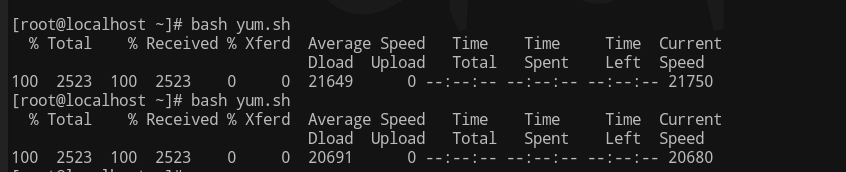 [root@localhost ~]# bash yum.sh
% Total % Received % Xferd Average Speed Time Time Time Current
Dload Upload Total Spent Left Speed
100 2523 100 2523 0 0 21649 0 --:--:-- --:--:-- --:--:-- 21750
[root@localhost ~]# bash yum.sh
% Total % Received % Xferd Average Speed Time Time Time Current
Dload Upload Total Spent Left Speed
100 2523 100 2523 0 0 20691 0 --:--:-- --:--:-- --:--:-- 20680